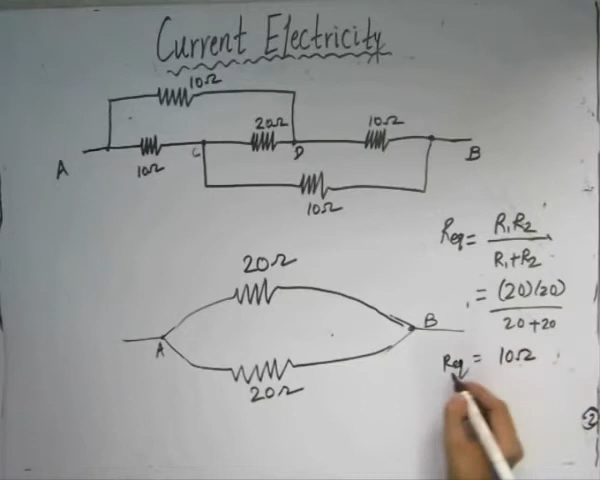 Current Electricity
10Ω
20Ω 10Ω
A 10Ω C D B
10Ω
20Ω
A B
20Ω
Req = R₁R₂ / R₁+R₂
= (20)(20) / 20+20
Req = 10Ω
2